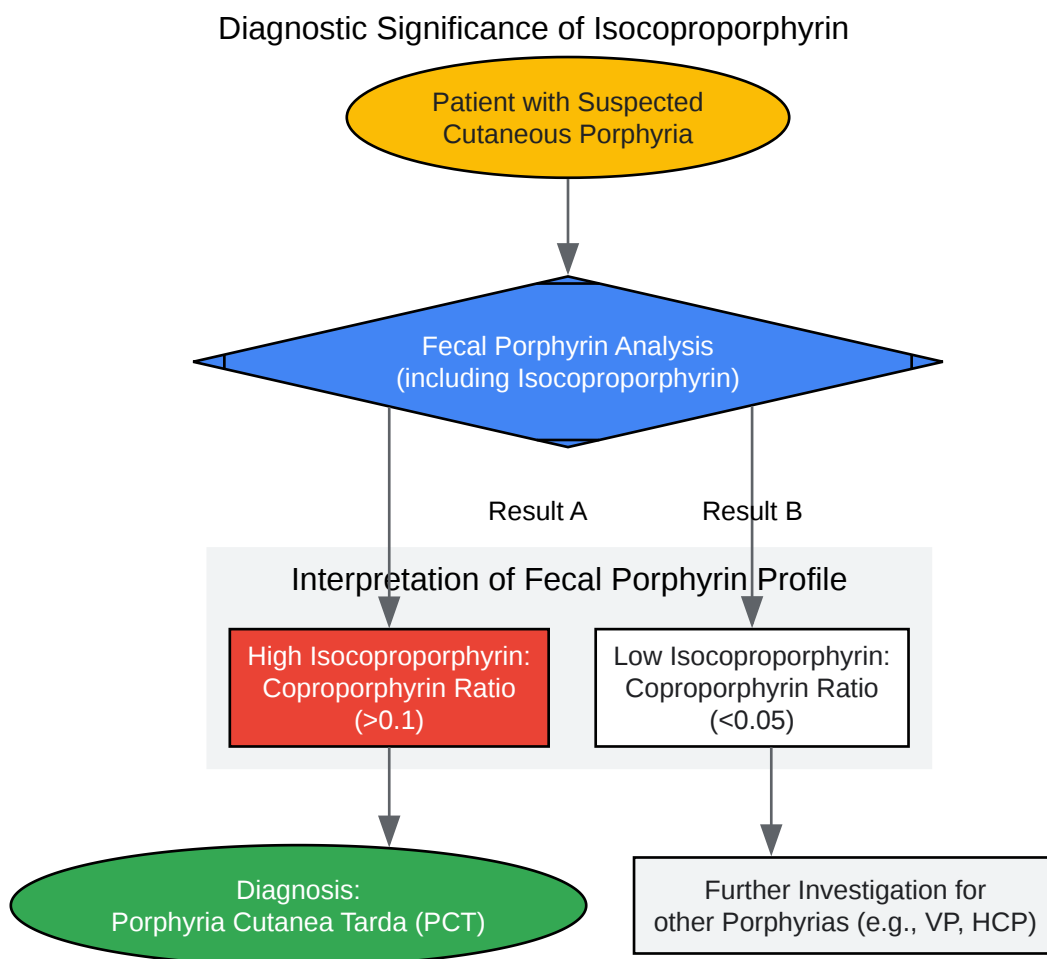 Diagnostic Significance of Isocoproporphyrin
Patient with Suspected
Cutaneous Porphyria
Fecal Porphyrin Analysis
(including Isocoproporphyrin)
Result A
Result B
Interpretation of Fecal Porphyrin Profile
High Isocoproporphyrin:
Coproporphyrin Ratio
(>0.1)
Low Isocoproporphyrin:
Coproporphyrin Ratio
(<0.05)
Diagnosis:
Porphyria Cutanea Tarda (PCT)
Further Investigation for
other Porphyrias (e.g., VP, HCP)